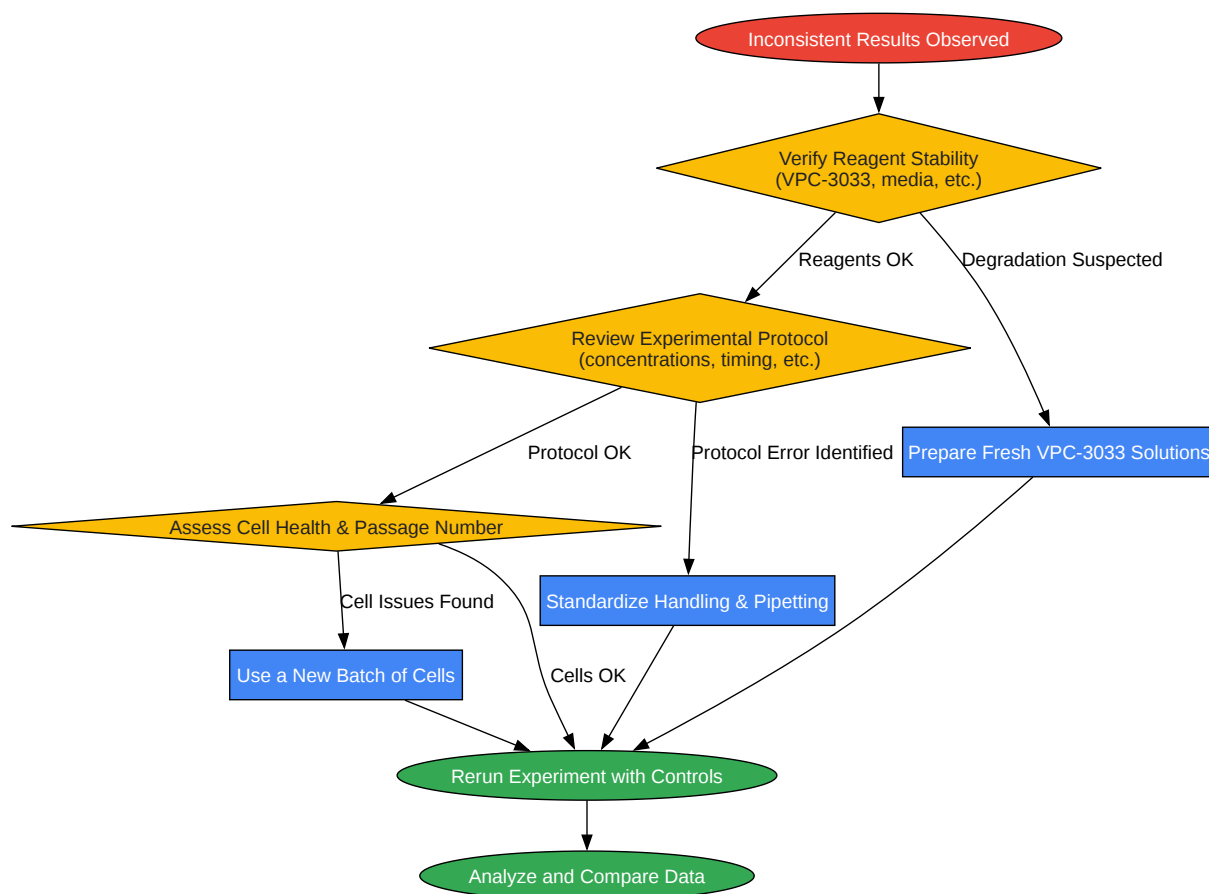 Inconsistent Results Observed
Verify Reagent Stability
(VPC-3033, media, etc.)
Reagents OK
Degradation Suspected
Review Experimental Protocol
(concentrations, timing, etc.)
Protocol OK
Protocol Error Identified
Prepare Fresh VPC-3033 Solutions
Assess Cell Health & Passage Number
Cell Issues Found
Standardize Handling & Pipetting
Use a New Batch of Cells
Cells OK
Rerun Experiment with Controls
Analyze and Compare Data